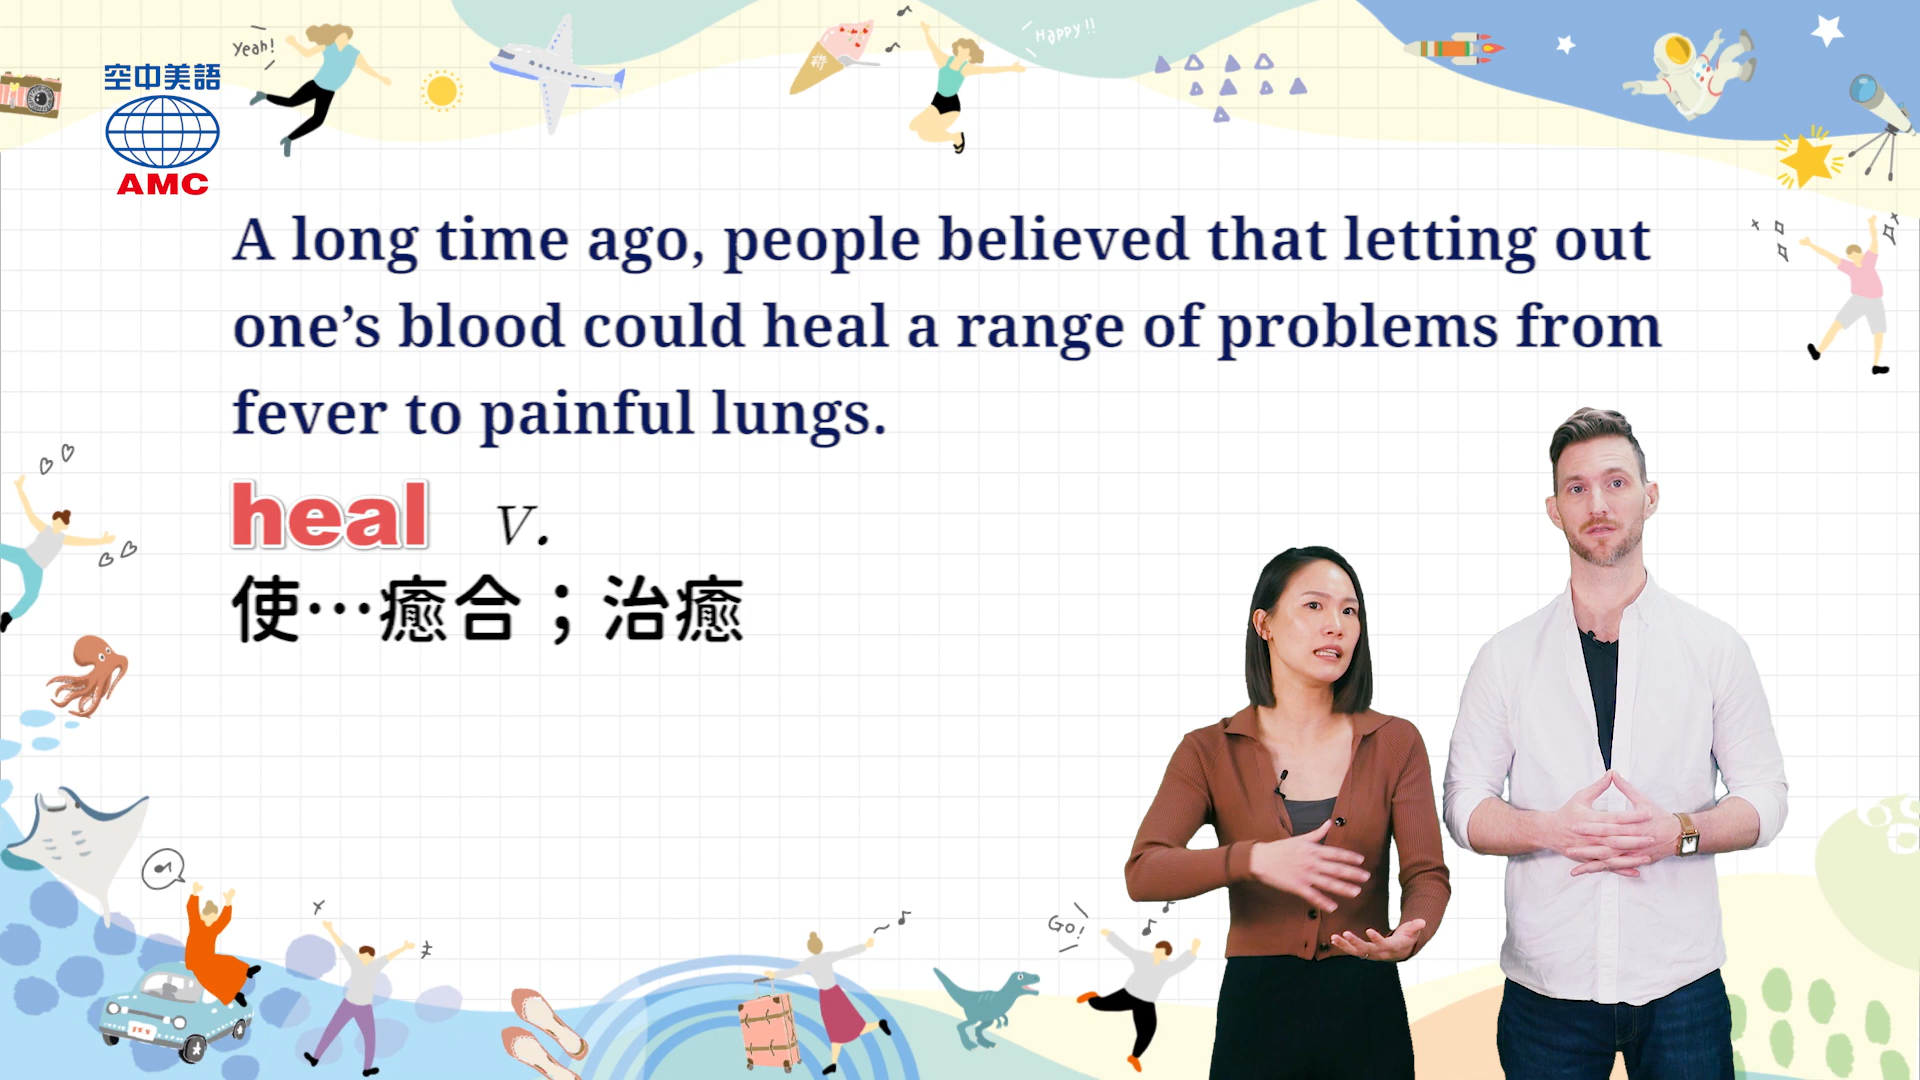 Yeah!
Happy!!
空中美語
AMC
A long time ago, people believed that letting out
one’s blood could heal a range of problems from
fever to painful lungs.
heal v.
使…癒合；治癒
Go!